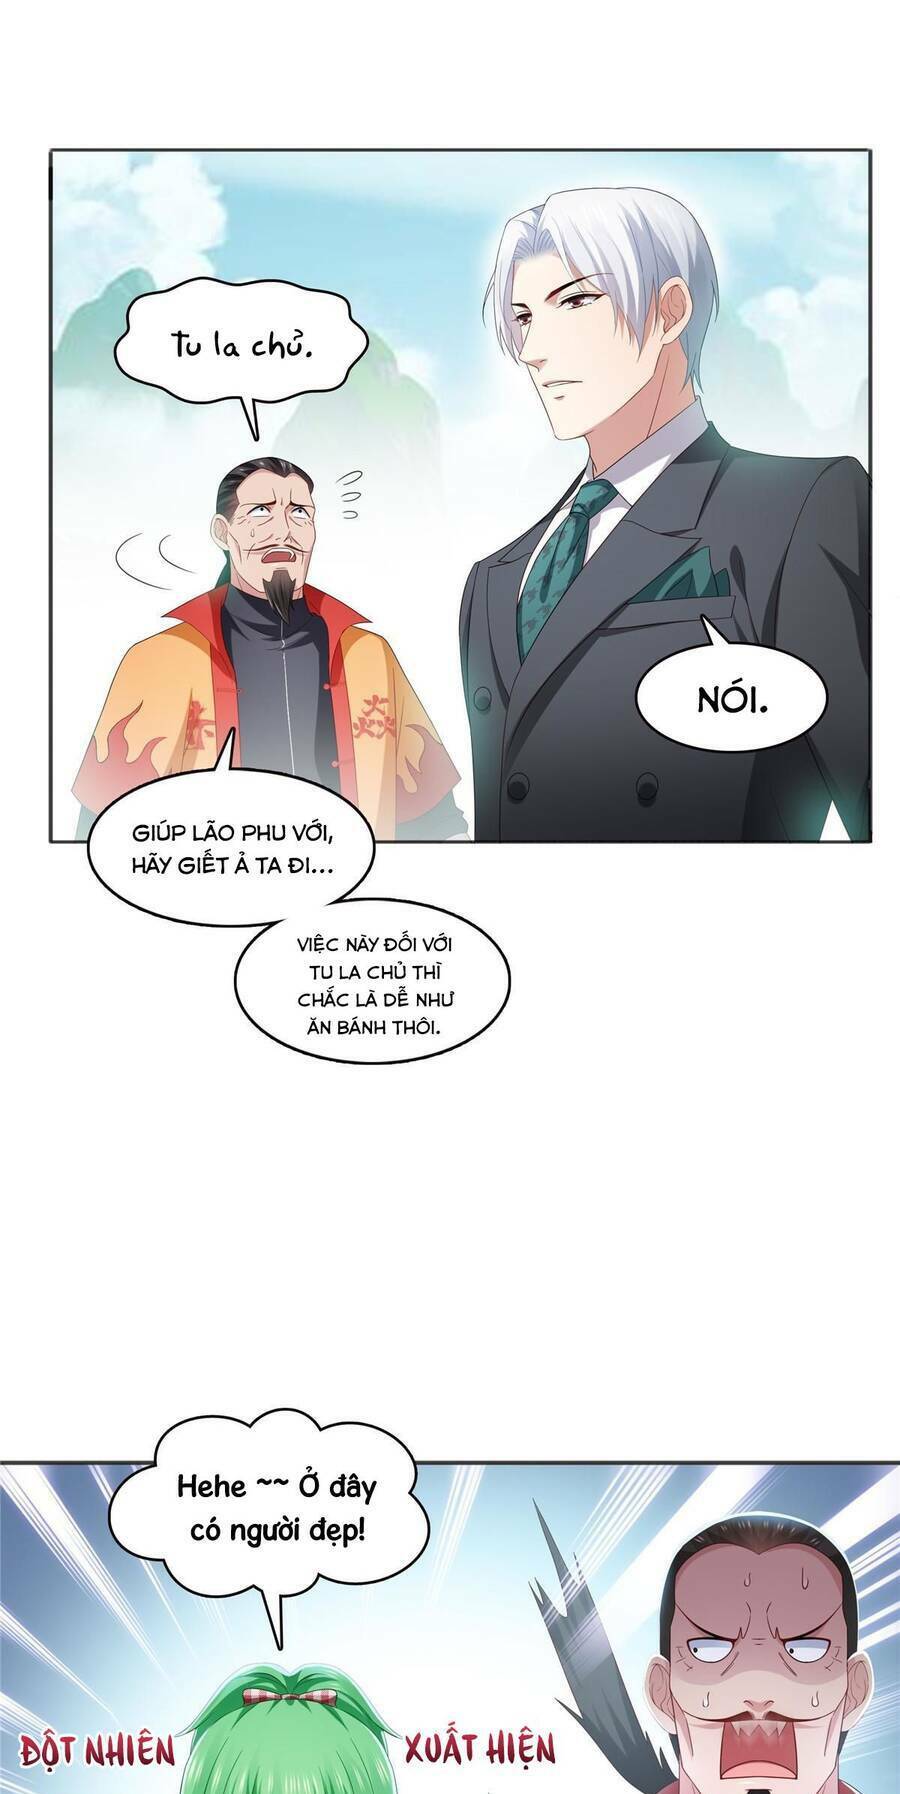 Tu la chủ.
NÓI.
GIÚP LÃO PHU VỚI,
HÃY GIẾT Ả TA ĐI...
VIỆC NÀY ĐỐI VỚI
TU LA CHỦ THÌ
CHẮC LÀ DỄ NHƯ
ĂN BÁNH THÔI.
Hehe ~~ Ở đây
có người đẹp!
ĐỘT NHIÊN
XUẤT HIỆN